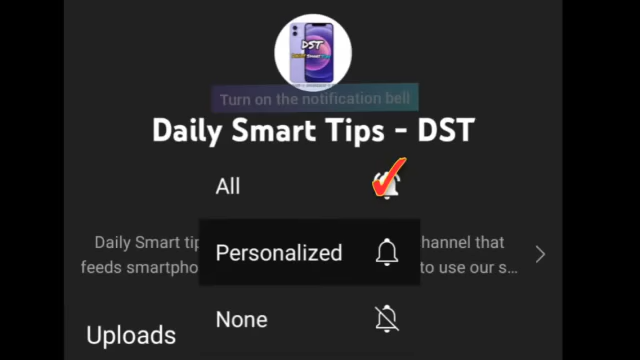 DST
Turn on the notification bell
Daily Smart Tips - DST
All
Daily Smart tip hannel that
Personalized
feeds smartpho to use our s...
None
Uploads